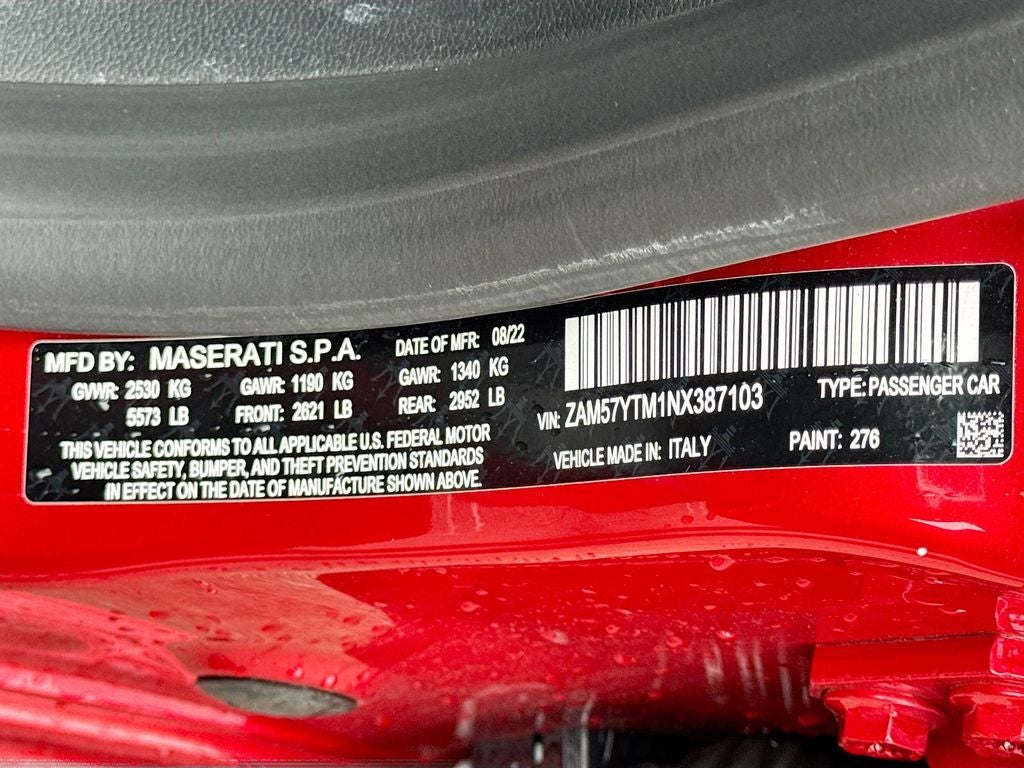 MFD BY: MASERATI S.P.A. DATE OF MFR: 08/22
GVWR: 2530 KG GAWR: 1190 KG GAWR: 1340 KG
5573 LB FRONT: 2621 LB REAR: 2952 LB
THIS VEHICLE CONFORMS TO ALL APPLICABLE U.S. FEDERAL MOTOR
VEHICLE SAFETY, BUMPER, AND THEFT PREVENTION STANDARDS
IN EFFECT ON THE DATE OF MANUFACTURE SHOWN ABOVE.
VIN: ZAM57YTM1NX387103 TYPE: PASSENGER CAR
VEHICLE MADE IN: ITALY PAINT: 276